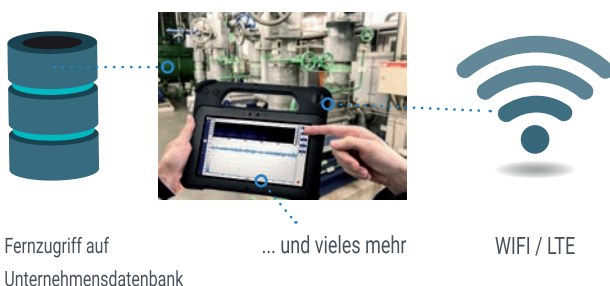 Fernzugriff auf
Unternehmensdatenbank
... und vieles mehr
WIFI / LTE